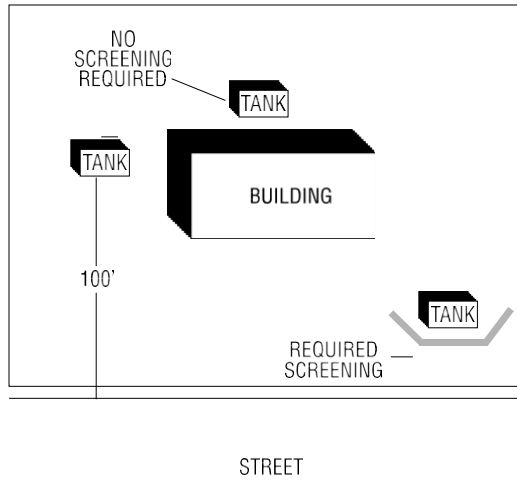 NO
SCREENING
REQUIRED
TANK
TANK
BUILDING
100'
TANK
REQUIRED
SCREENING
STREET